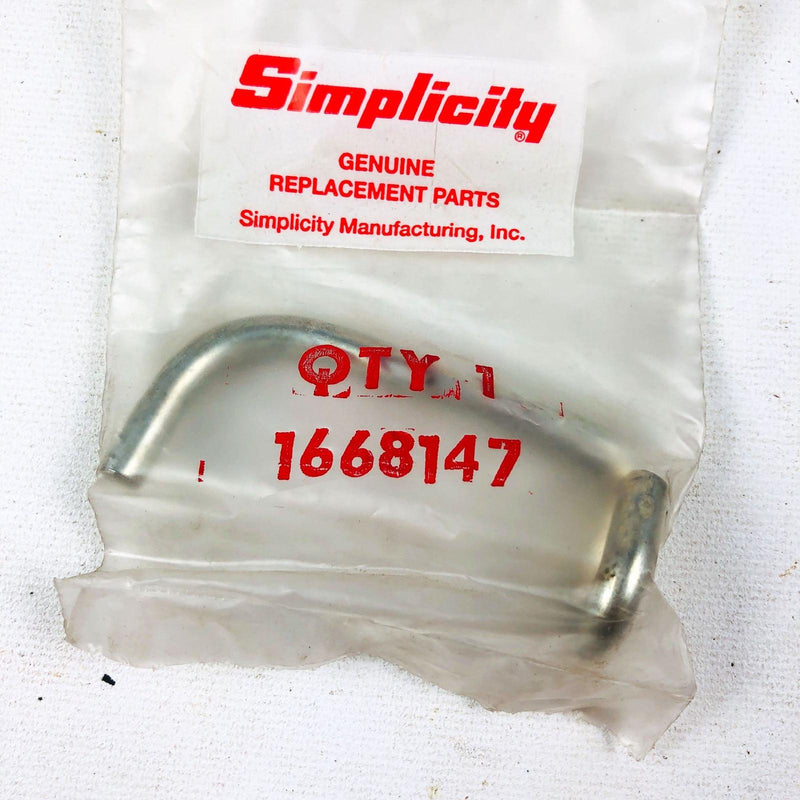 Simplicity®
GENUINE
REPLACEMENT PARTS
Simplicity Manufacturing, Inc.
QTY 1
1668147